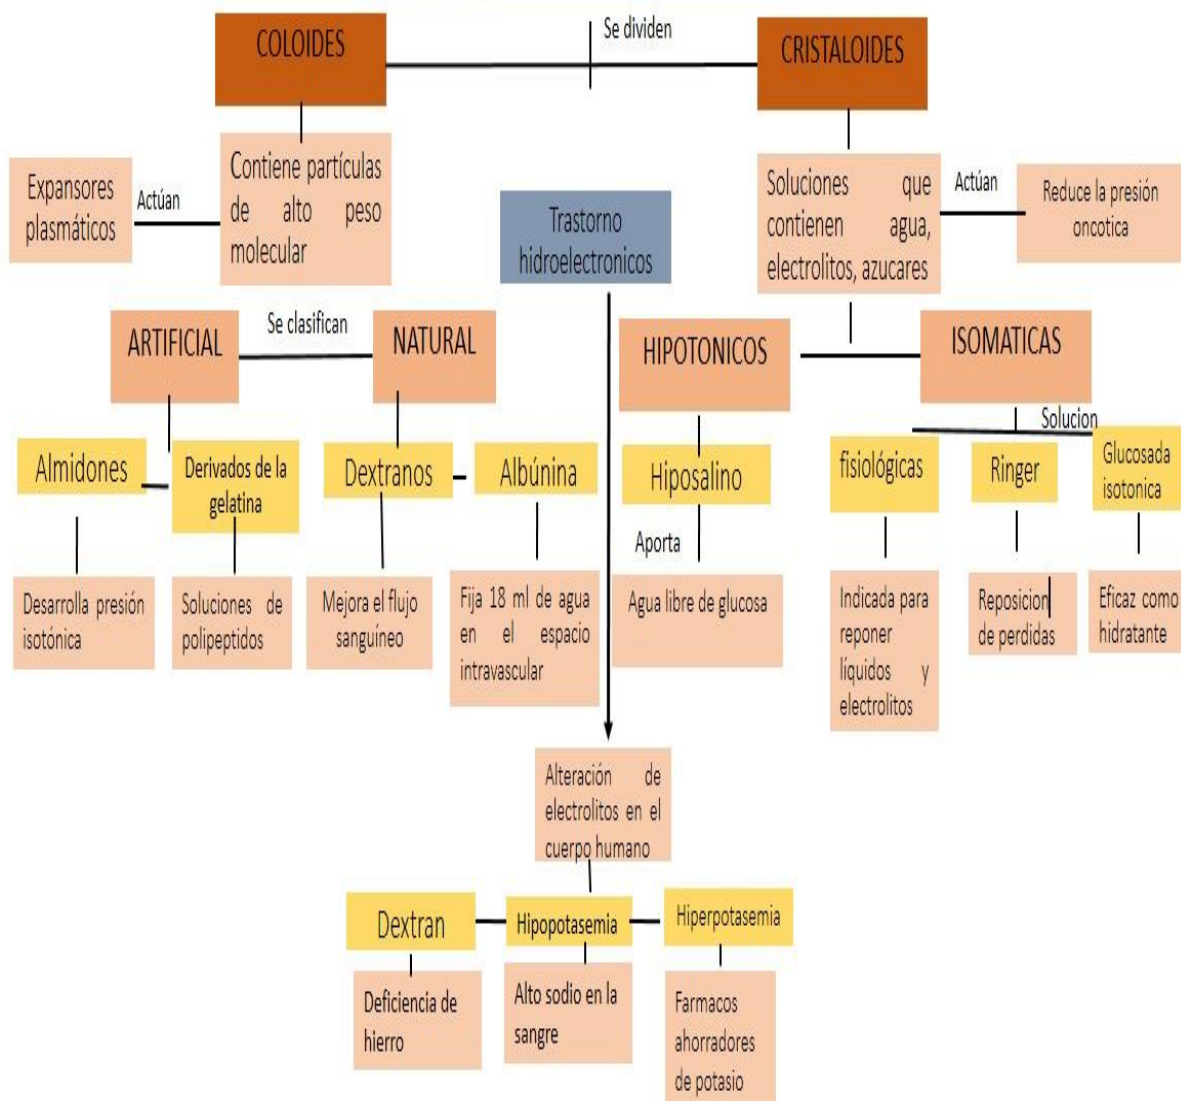 COLOIDES
Se dividen
CRISTALOIDES
Expansores
plasmáticos
Actúan
Contiene partículas
de alto peso
molecular
Trastorno
hidroelectronicos
Soluciones que
contienen agua,
electrolitos, azucares
Actúan
Reduce la presión
oncotica
ARTIFICIAL
Se clasifican
NATURAL
HIPOTONICOS
ISOMATICAS
Solucion
Almidones
Derivados de la
gelatina
Dextranos
Albúnina
Hiposalino
fisiológicas
Ringer
Glucosada
isotonica
Aporta
Desarrolla presión
isotónica
Soluciones de
polipeptidos
Mejora el flujo
sanguíneo
Fija 18 ml de agua
en el espacio
intravascular
Agua libre de glucosa
Indicada para
reponer
líquidos y
electrolitos
Reposicion
de perdidas
Eficaz como
hidratante
Alteración de
electrolitos en el
cuerpo humano
Dextran
Hipopotasemia
Hiperpotasemia
Deficiencia de
hierro
Alto sodio en la
sangre
Farmacos
ahorradores
de potasio